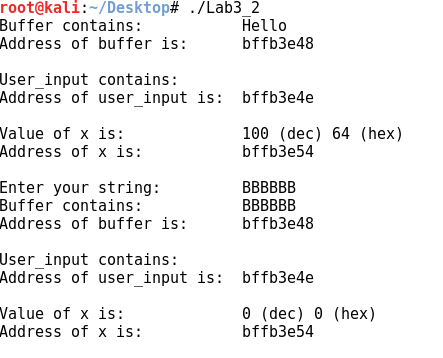 root@kali:~/Desktop# ./Lab3_2
Buffer contains: Hello
Address of buffer is: bffb3e48
User_input contains:
Address of user_input is: bffb3e4e
Value of x is: 100 (dec) 64 (hex)
Address of x is: bffb3e54
Enter your string: BBBBBB
Buffer contains: BBBBBB
Address of buffer is: bffb3e48
User_input contains:
Address of user_input is: bffb3e4e
Value of x is: 0 (dec) 0 (hex)
Address of x is: bffb3e54